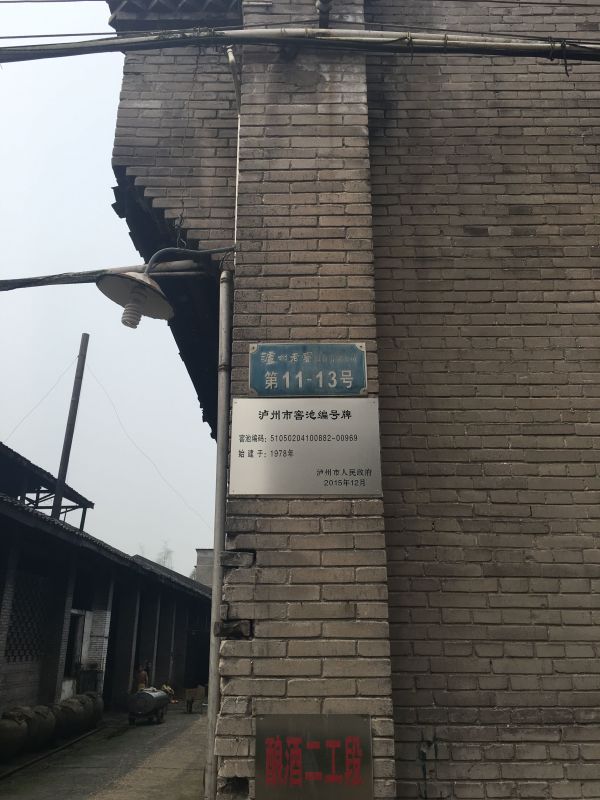 泸州老窖
第11-13号
泸州市窖池编号牌
窖池编码：51050204100882-00969
始建于：1978年
泸州市人民政府
2015年12月
酿酒二工段